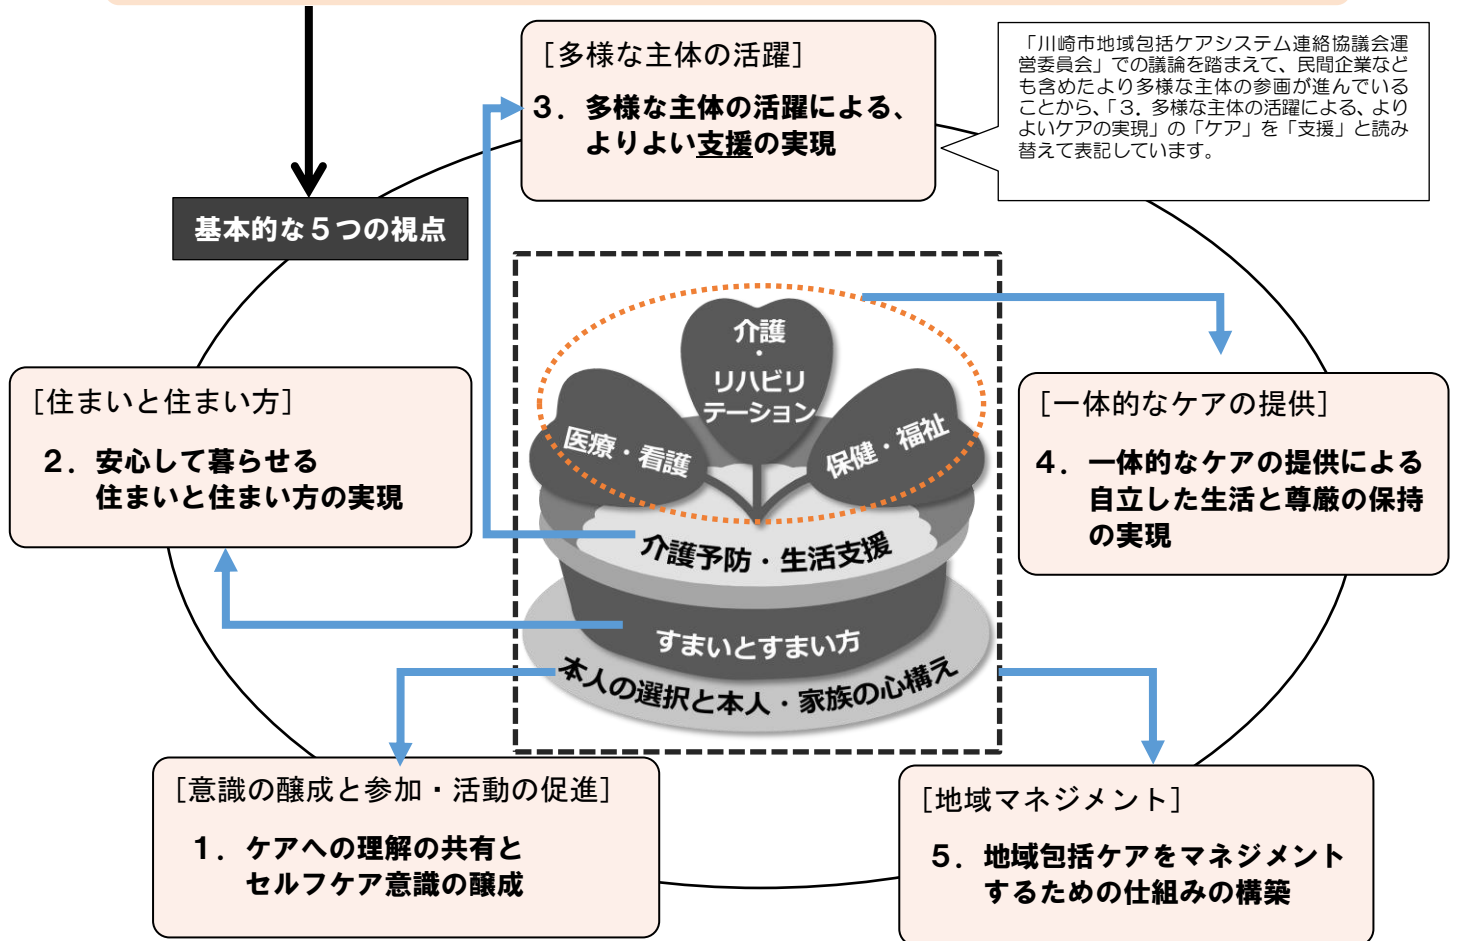 [多様な主体の活躍]
3．多様な主体の活躍による、
よりよい支援の実現
「川崎市地域包括ケアシステム連絡協議会運
営委員会」での議論を踏まえて、民間企業など
も含めたより多様な主体の参画が進んでいる
ことから、「3．多様な主体の活躍による、より
よいケアの実現」の「ケア」を「支援」と読み
替えて表記しています。
基本的な５つの視点
介護
・
リハビリ
テーション
医療・看護
保健・福祉
介護予防・生活支援
すまいとすまい方
本人の選択と本人・家族の心構え
[住まいと住まい方]
2．安心して暮らせる
住まいと住まい方の実現
[一体的なケアの提供]
4．一体的なケアの提供による
自立した生活と尊厳の保持
の実現
[意識の醸成と参加・活動の促進]
1．ケアへの理解の共有と
セルフケア意識の醸成
[地域マネジメント]
5．地域包括ケアをマネジメント
するための仕組みの構築